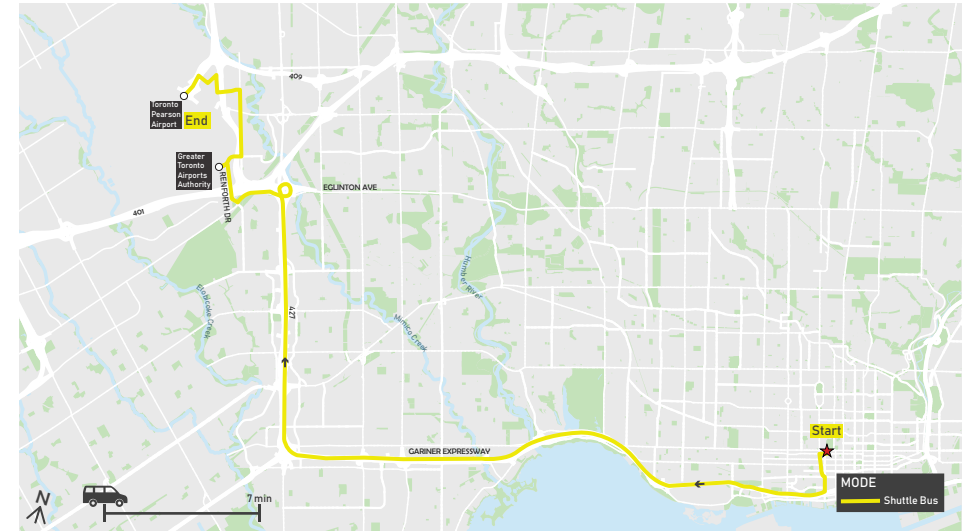 409
Toronto
Pearson
Airport
End
Greater
Toronto
Airports
Authority
RENFORTH DR
EGLINTON AVE
401
Humber River
Etobicoke Creek
427
Mimico Creek
Start
GARINER EXPRESSWAY
MODE
Shuttle Bus
7 min
N